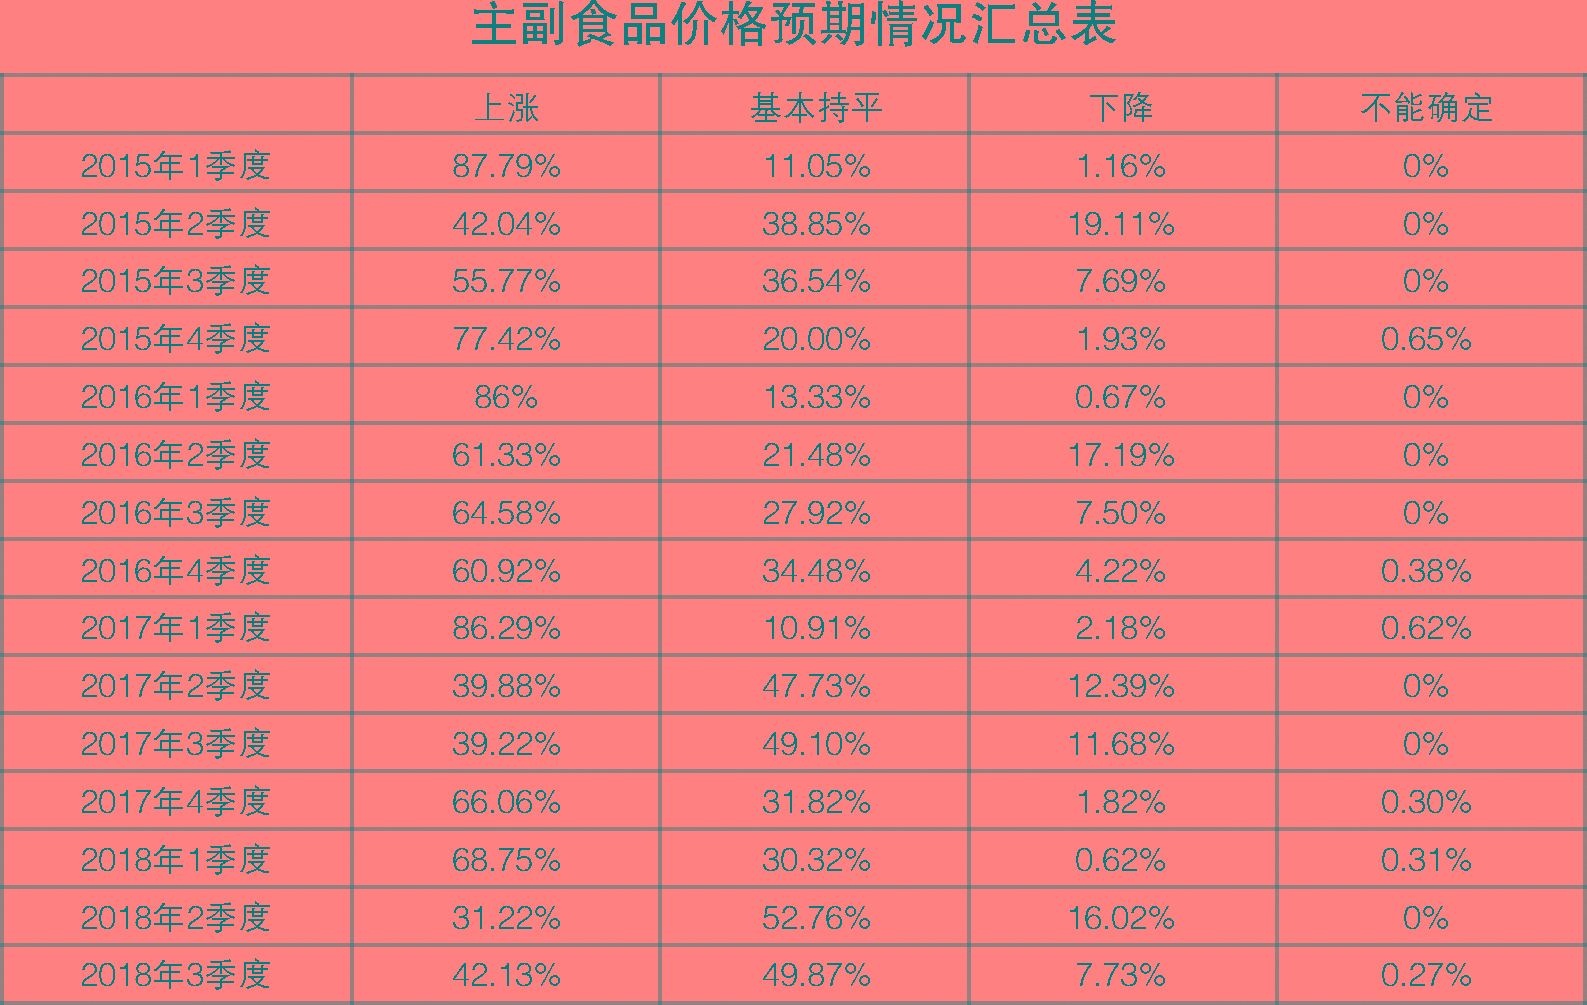 主副食品价格预期情况汇总表
上涨 基本持平 下降 不能确定
2015年1季度 87.79% 11.05% 1.16% 0%
2015年2季度 42.04% 38.85% 19.11% 0%
2015年3季度 55.77% 36.54% 7.69% 0%
2015年4季度 77.42% 20.00% 1.93% 0.65%
2016年1季度 86% 13.33% 0.67% 0%
2016年2季度 61.33% 21.48% 17.19% 0%
2016年3季度 64.58% 27.92% 7.50% 0%
2016年4季度 60.92% 34.48% 4.22% 0.38%
2017年1季度 86.29% 10.91% 2.18% 0.62%
2017年2季度 39.88% 47.73% 12.39% 0%
2017年3季度 39.22% 49.10% 11.68% 0%
2017年4季度 66.06% 31.82% 1.82% 0.30%
2018年1季度 68.75% 30.32% 0.62% 0.31%
2018年2季度 31.22% 52.76% 16.02% 0%
2018年3季度 42.13% 49.87% 7.73% 0.27%